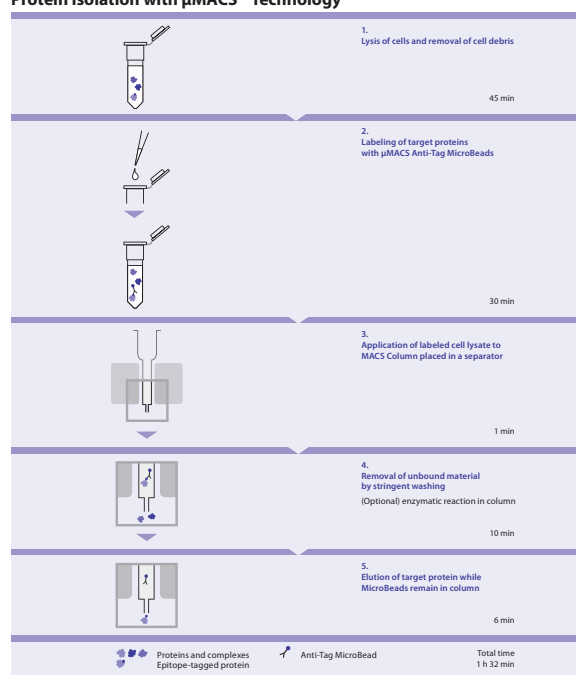 Protein Isolation with µMACS™ Technology
1.
Lysis of cells and removal of cell debris
45 min
2.
Labeling of target proteins
with µMACS Anti-Tag MicroBeads
30 min
3.
Application of labeled cell lysate to
MACS Column placed in a separator
1 min
4.
Removal of unbound material
by stringent washing
(Optional) enzymatic reaction in column
10 min
5.
Elution of target protein while
MicroBeads remain in column
6 min
Proteins and complexes
Epitope-tagged protein
Anti-Tag MicroBead
Total time
1 h 32 min